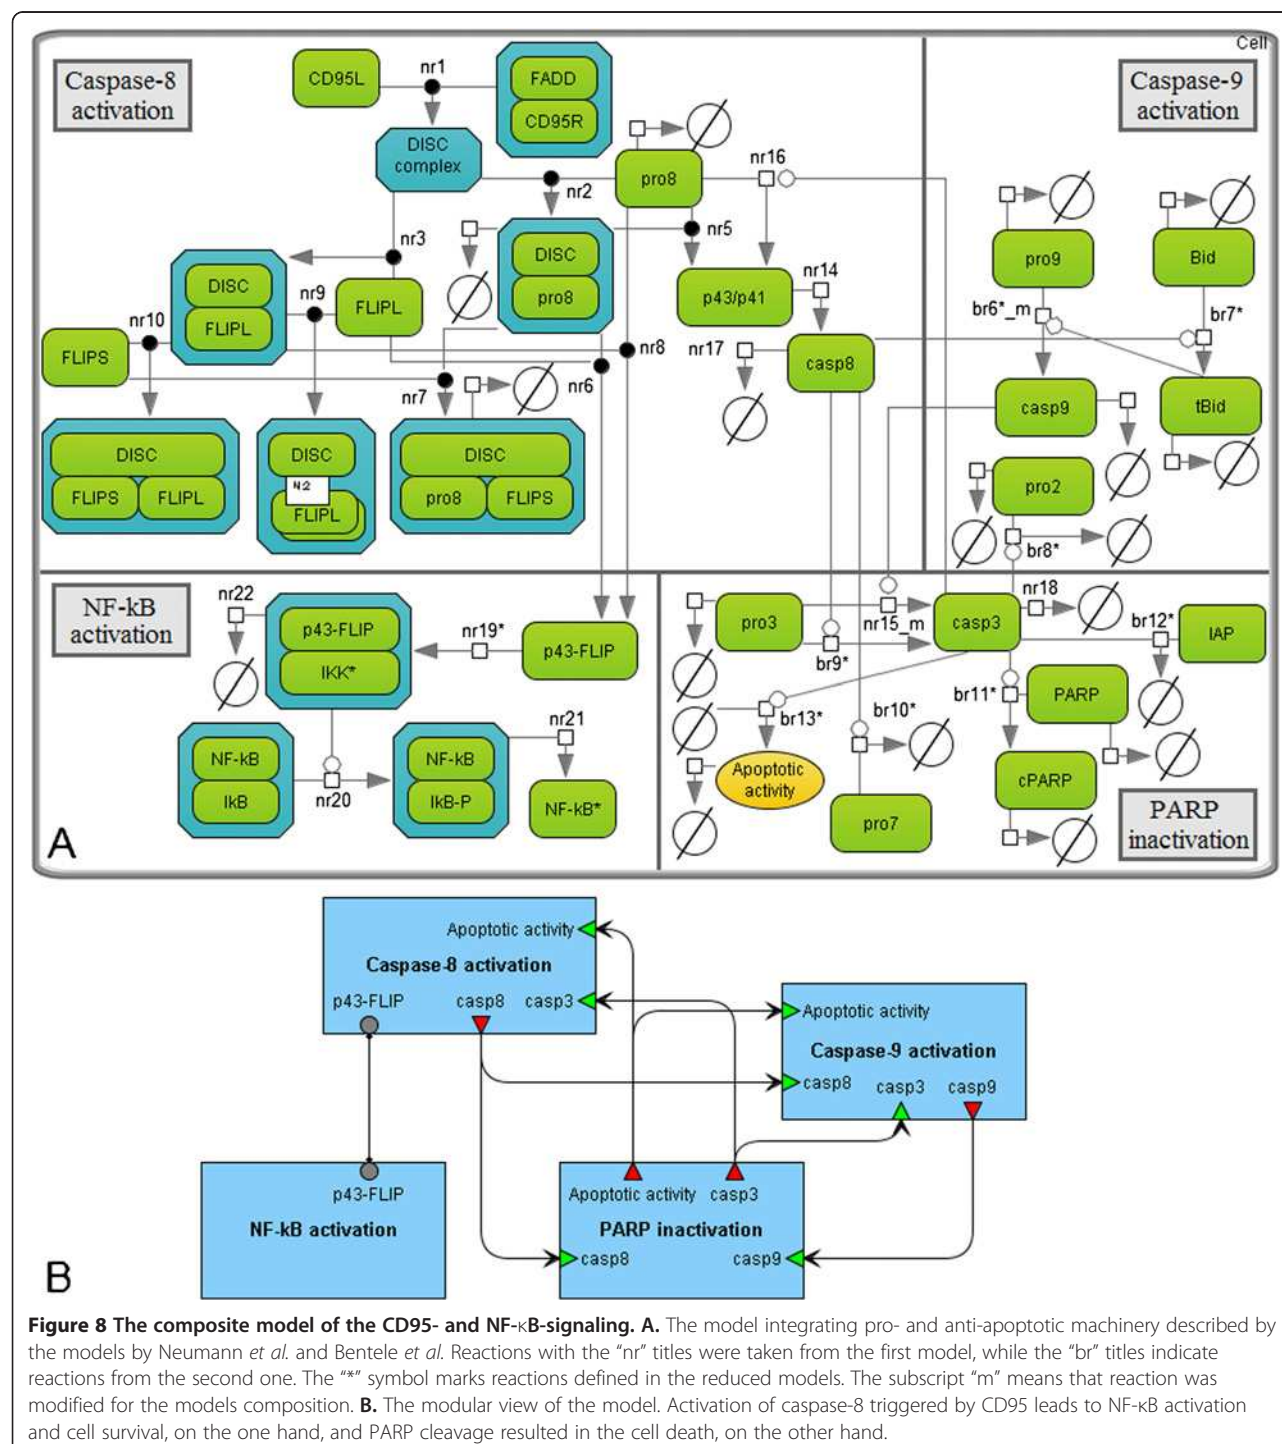 Cell
Caspase-8
activation
CD95L
nr1
FADD
CD95R
DISC
complex
nr2
pro8
nr16
nr3
DISC
pro8
nr5
DISC
FLIPL
nr9
FLIPL
p43/p41
nr14
nr10
FLIPS
nr8
nr6
nr7
nr17
casp8
DISC
FLIPS
FLIPL
DISC
N:2
FLIPL
DISC
pro8
FLIPS
Caspase-9
activation
pro9
Bid
br6*_m
br7*
casp9
tBid
pro2
br8*
NF-kB
activation
nr22
p43-FLIP
IKK*
nr19*
p43-FLIP
NF-kB
IkB
nr20
NF-kB
IkB-P
nr21
NF-kB*
A
pro3
nr15_m
casp3
nr18
br12*
IAP
br9*
br11*
PARP
br13*
br10*
Apoptotic
activity
cPARP
pro7
PARP
inactivation
Apoptotic activity
Caspase-8 activation
p43-FLIP casp8 casp3
Apoptotic activity
Caspase-9 activation
casp8 casp3 casp9
p43-FLIP
NF-kB activation
Apoptotic activity casp3
PARP inactivation
casp8 casp9
B
Figure 8 The composite model of the CD95- and NF-κB-signaling. A. The model integrating pro- and anti-apoptotic machinery described by
the models by Neumann et al. and Bentele et al. Reactions with the “nr” titles were taken from the first model, while the “br” titles indicate
reactions from the second one. The “*” symbol marks reactions defined in the reduced models. The subscript “m” means that reaction was
modified for the models composition. B. The modular view of the model. Activation of caspase-8 triggered by CD95 leads to NF-κB activation
and cell survival, on the one hand, and PARP cleavage resulted in the cell death, on the other hand.